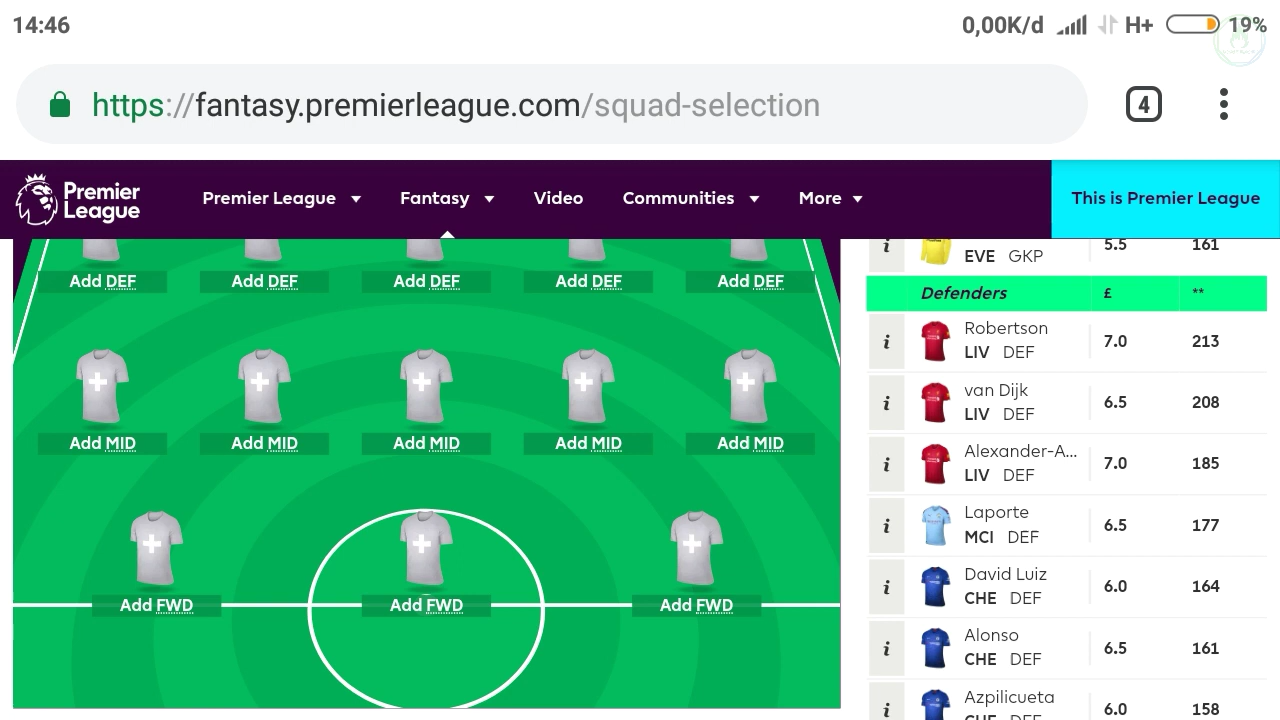 14:46
0,00K/d H+ 19%
https://fantasy.premierleague.com/squad-selection
4
Premier League
Premier League Fantasy Video Communities More This is Premier League
Add DEF Add DEF Add DEF Add DEF Add DEF
Add MID Add MID Add MID Add MID Add MID
Add FWD Add FWD Add FWD
i EVE GKP 5.5 161
Defenders £ **
i Robertson
LIV DEF 7.0 213
i van Dijk
LIV DEF 6.5 208
i Alexander-A...
LIV DEF 7.0 185
i Laporte
MCI DEF 6.5 177
i David Luiz
CHE DEF 6.0 164
i Alonso
CHE DEF 6.5 161
i Azpilicueta
CHE DEF 6.0 158